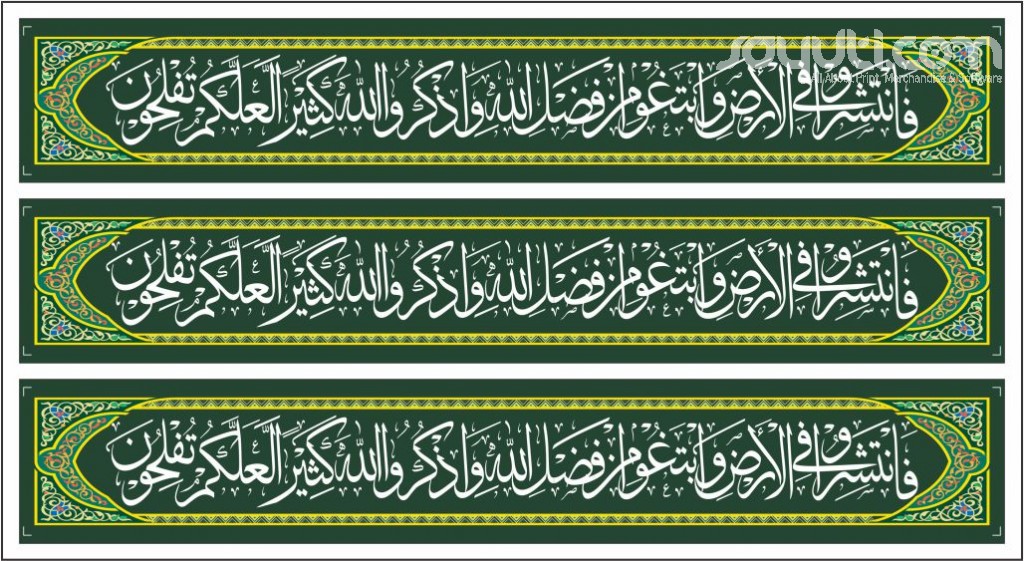 sayuti.com
All About Print, Merchandise & Software
فَانْتَشِرُوا فِي الْأَرْضِ وَابْتَغُوا مِنْ فَضْلِ اللَّهِ وَاذْكُرُوا اللَّهَ كَثِيرًا لَعَلَّكُمْ تُفْلِحُونَ
فَانْتَشِرُوا فِي الْأَرْضِ وَابْتَغُوا مِنْ فَضْلِ اللَّهِ وَاذْكُرُوا اللَّهَ كَثِيرًا لَعَلَّكُمْ تُفْلِحُونَ
فَانْتَشِرُوا فِي الْأَرْضِ وَابْتَغُوا مِنْ فَضْلِ اللَّهِ وَاذْكُرُوا اللَّهَ كَثِيرًا لَعَلَّكُمْ تُفْلِحُونَ